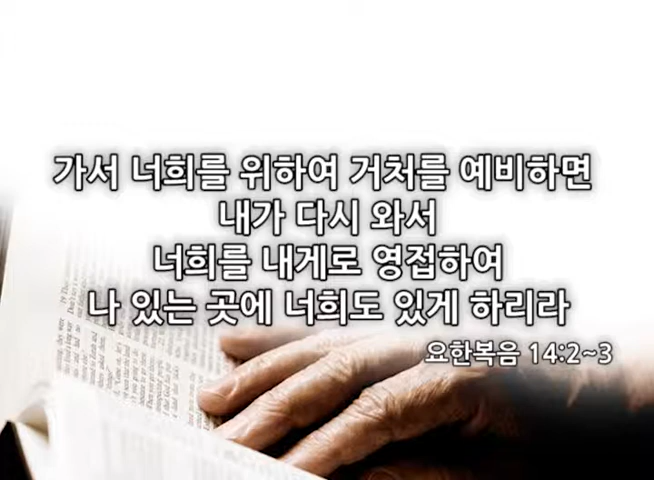 가서 너희를 위하여 거처를 예비하면
내가 다시 와서
너희를 내게로 영접하여
나 있는 곳에 너희도 있게 하리라
요한복음 14:2~3